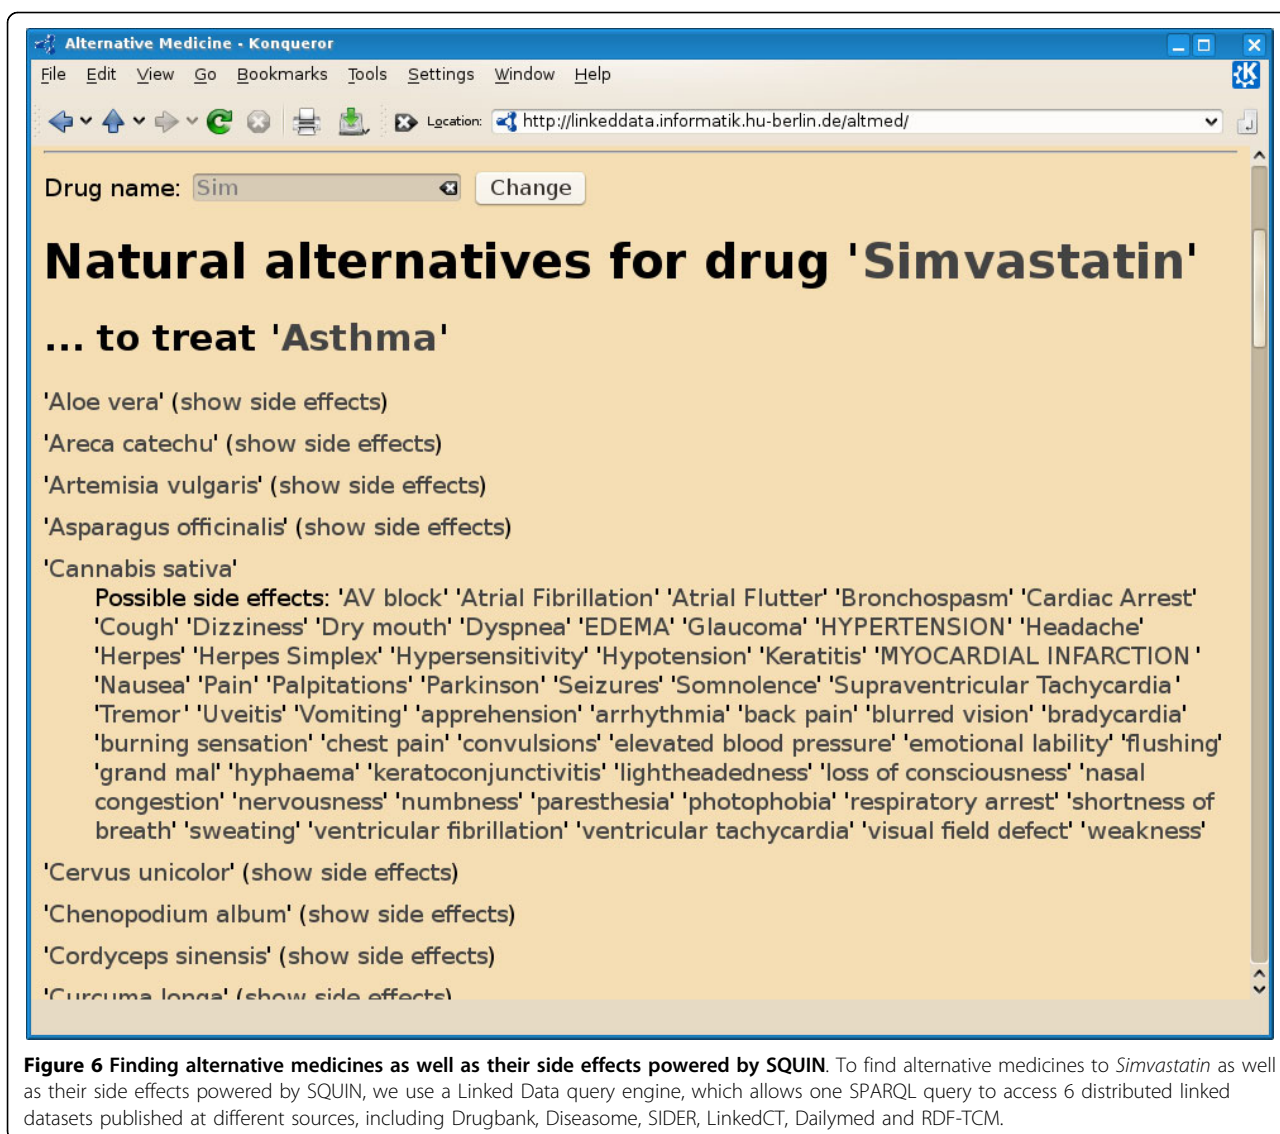 Alternative Medicine - Konqueror
File Edit View Go Bookmarks Tools Settings Window Help
Location: http://linkeddata.informatik.hu-berlin.de/altmed/
Drug name: Sim Change
Natural alternatives for drug 'Simvastatin'
... to treat 'Asthma'
'Aloe vera' (show side effects)
'Areca catechu' (show side effects)
'Artemisia vulgaris' (show side effects)
'Asparagus officinalis' (show side effects)
'Cannabis sativa'
Possible side effects: 'AV block' 'Atrial Fibrillation' 'Atrial Flutter' 'Bronchospasm' 'Cardiac Arrest'
'Cough' 'Dizziness' 'Dry mouth' 'Dyspnea' 'EDEMA' 'Glaucoma' 'HYPERTENSION' 'Headache'
'Herpes' 'Herpes Simplex' 'Hypersensitivity' 'Hypotension' 'Keratitis' 'MYOCARDIAL INFARCTION '
'Nausea' 'Pain' 'Palpitations' 'Parkinson' 'Seizures' 'Somnolence' 'Supraventricular Tachycardia'
'Tremor' 'Uveitis' 'Vomiting' 'apprehension' 'arrhythmia' 'back pain' 'blurred vision' 'bradycardia'
'burning sensation' 'chest pain' 'convulsions' 'elevated blood pressure' 'emotional lability' 'flushing'
'grand mal' 'hyphaema' 'keratoconjunctivitis' 'lightheadedness' 'loss of consciousness' 'nasal
congestion' 'nervousness' 'numbness' 'paresthesia' 'photophobia' 'respiratory arrest' 'shortness of
breath' 'sweating' 'ventricular fibrillation' 'ventricular tachycardia' 'visual field defect' 'weakness'
'Cervus unicolor' (show side effects)
'Chenopodium album' (show side effects)
'Cordyceps sinensis' (show side effects)
'Curcuma longa' (show side effects)
Figure 6 Finding alternative medicines as well as their side effects powered by SQUIN. To find alternative medicines to Simvastatin as well
as their side effects powered by SQUIN, we use a Linked Data query engine, which allows one SPARQL query to access 6 distributed linked
datasets published at different sources, including Drugbank, Diseasome, SIDER, LinkedCT, Dailymed and RDF-TCM.